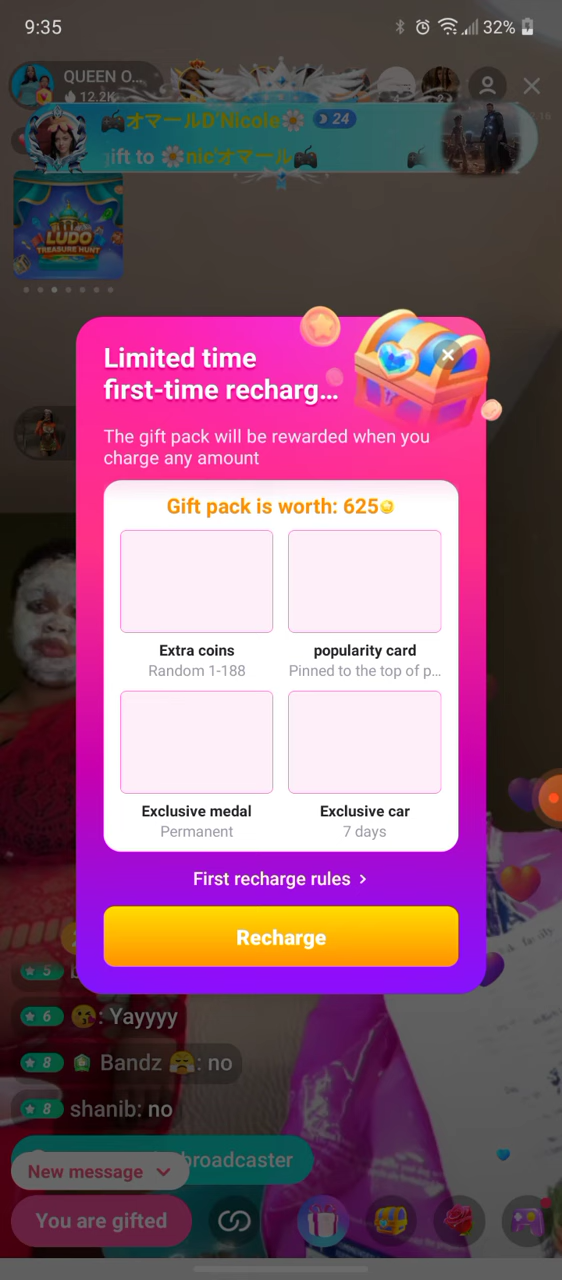 9:35
32%
QUEEN O...
12.2K
オマールD'Nicole
24
ift to nic'オマール
LUDO
TREASURE HUNT
Limited time
first-time recharg...
The gift pack will be rewarded when you
charge any amount
Gift pack is worth: 625
Extra coins
popularity card
Random 1-188
Pinned to the top of p...
Exclusive medal
Exclusive car
Permanent
7 days
First recharge rules >
Recharge
5
6 : Yayyyy
8 Bandz : no
8 shanib: no
broadcaster
New message
You are gifted